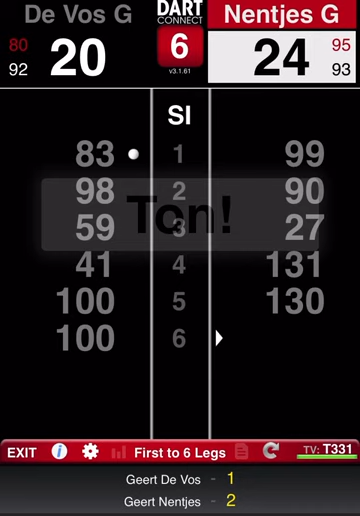 De Vos G
DART
CONNECT
Nentjes G
80
92
20
6
24
95
93
v3.1.61
SI
83 1 99
98 2 90
Ton!
59 3 27
41 4 131
100 5 130
100 6
EXIT i First to 6 Legs TV: T331
Geert De Vos - 1
Geert Nentjes - 2